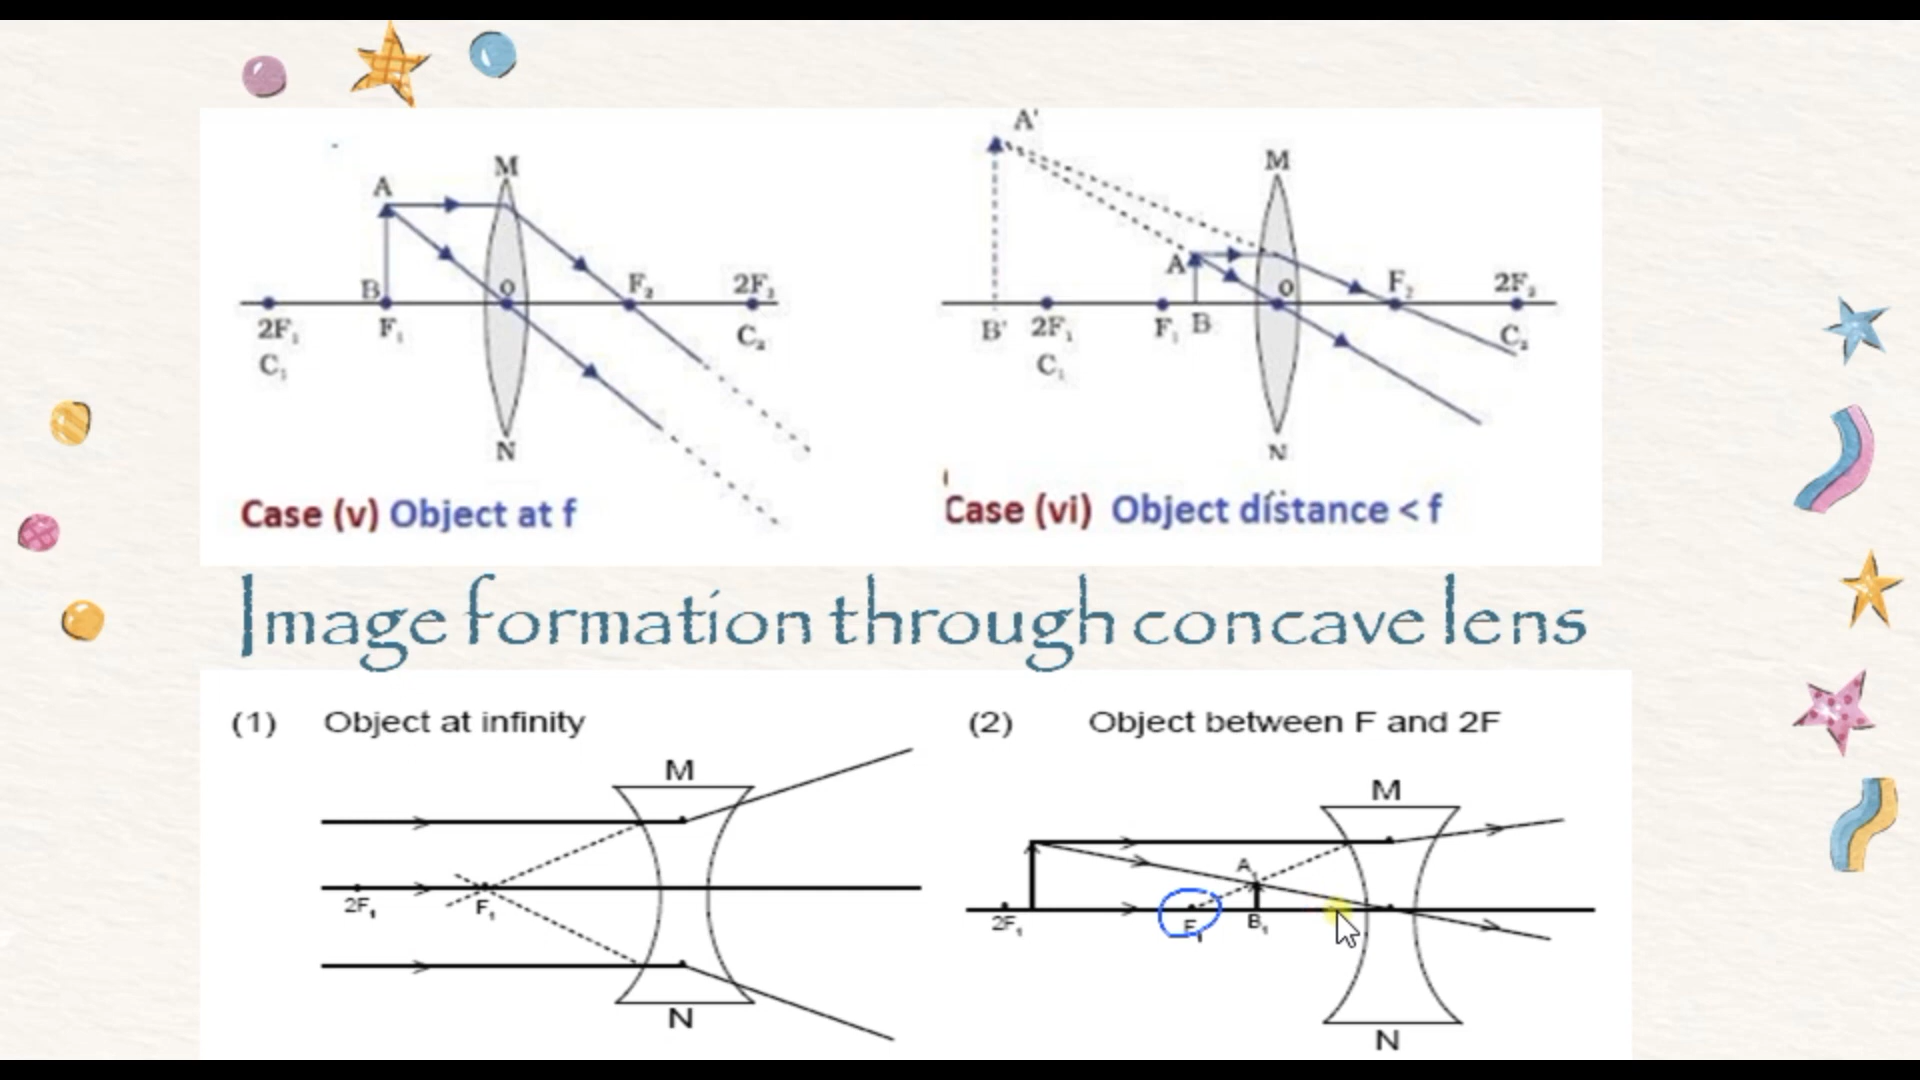 A'
M
M
A
A
B
O
F₂
2F₂
O
F₂
2F₂
2F₁
F₁
C₂
B'
2F₁
F₁
B
C₂
C₁
C₁
N
N
Case (v) Object at f
Case (vi) Object distance < f
Image formation through concave lens
(1) Object at infinity
(2) Object between F and 2F
M
M
A₁
2F₁
F₁
2F₁
F₁
B₁
N
N